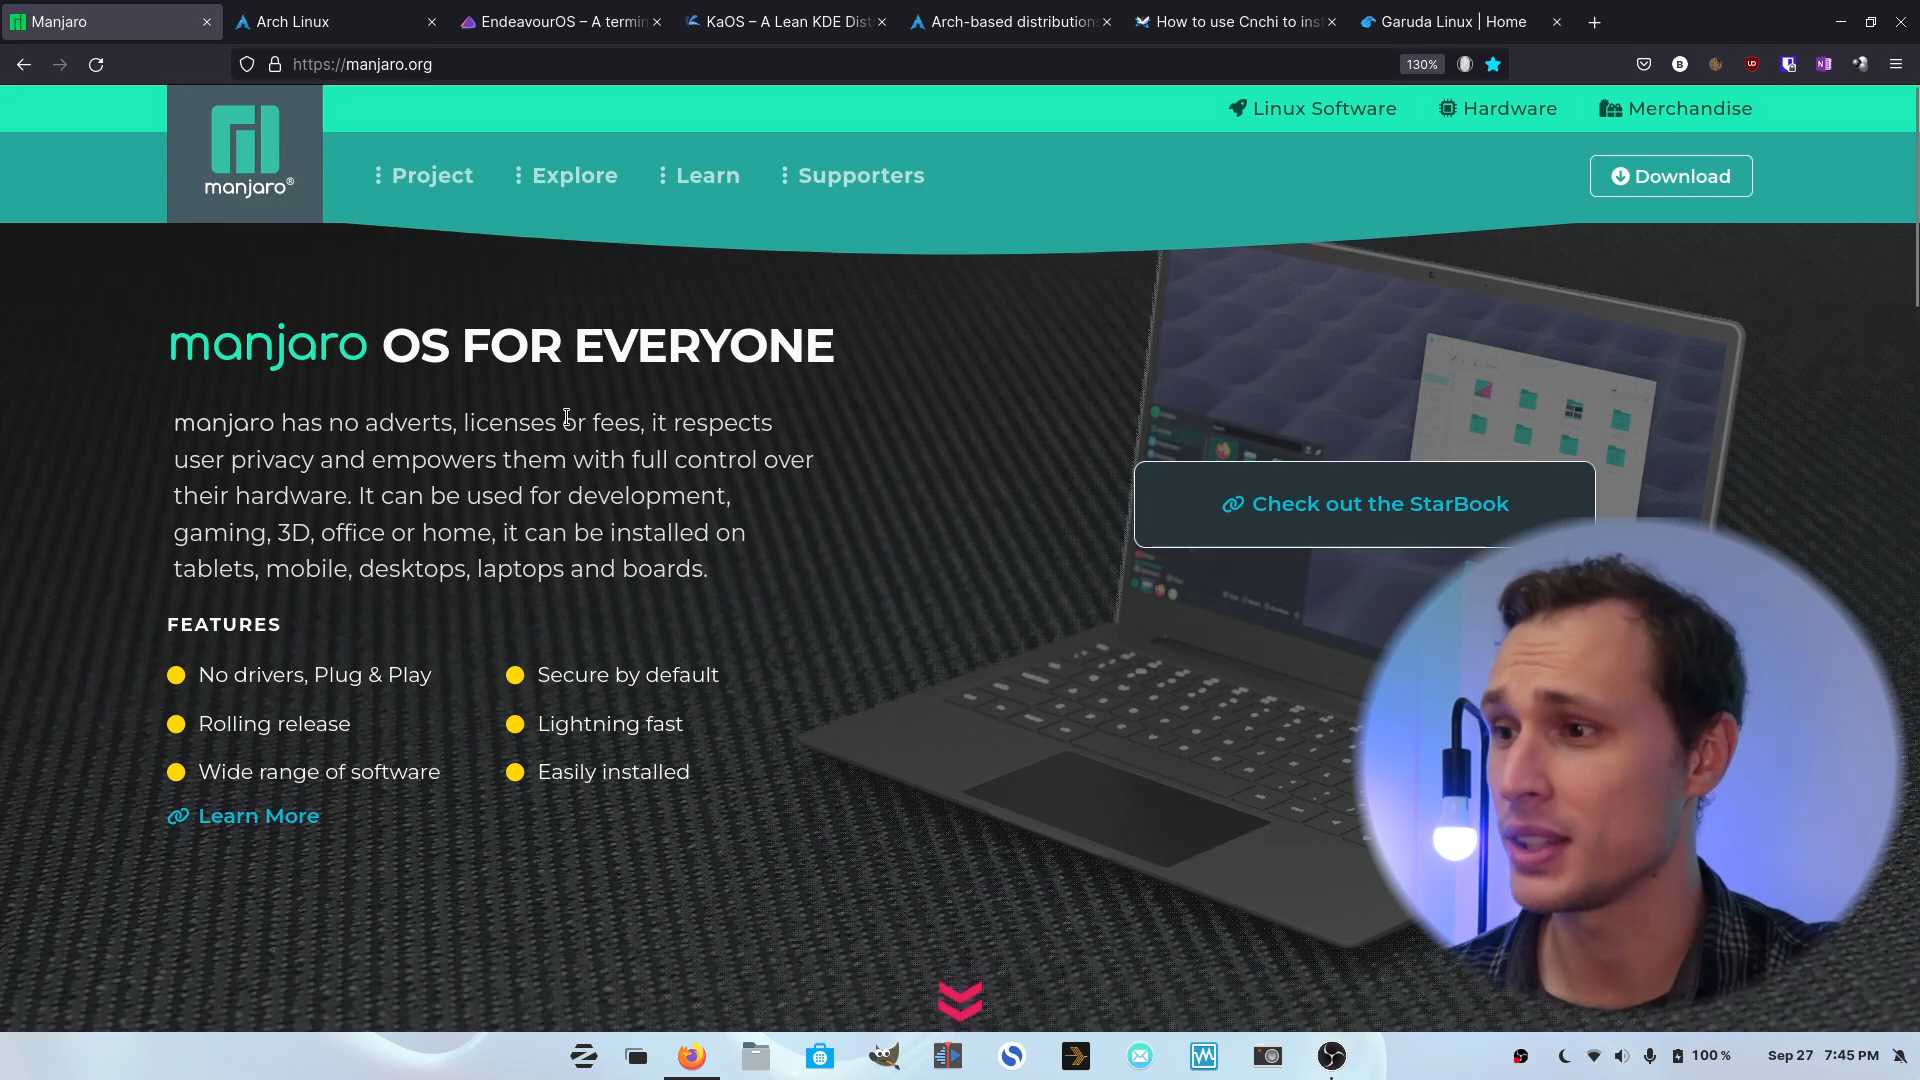 Manjaro
Arch Linux
EndeavourOS – A termin
KaOS – A Lean KDE Dist
Arch-based distributions
How to use Cnchi to inst
Garuda Linux | Home
https://manjaro.org
130%
Linux Software
Hardware
Merchandise
manjaro®
Project
Explore
Learn
Supporters
Download
manjaro OS FOR EVERYONE
manjaro has no adverts, licenses or fees, it respects
user privacy and empowers them with full control over
their hardware. It can be used for development,
gaming, 3D, office or home, it can be installed on
tablets, mobile, desktops, laptops and boards.
Check out the StarBook
FEATURES
No drivers, Plug & Play
Secure by default
Rolling release
Lightning fast
Wide range of software
Easily installed
Learn More
100 %
Sep 27 7:45 PM